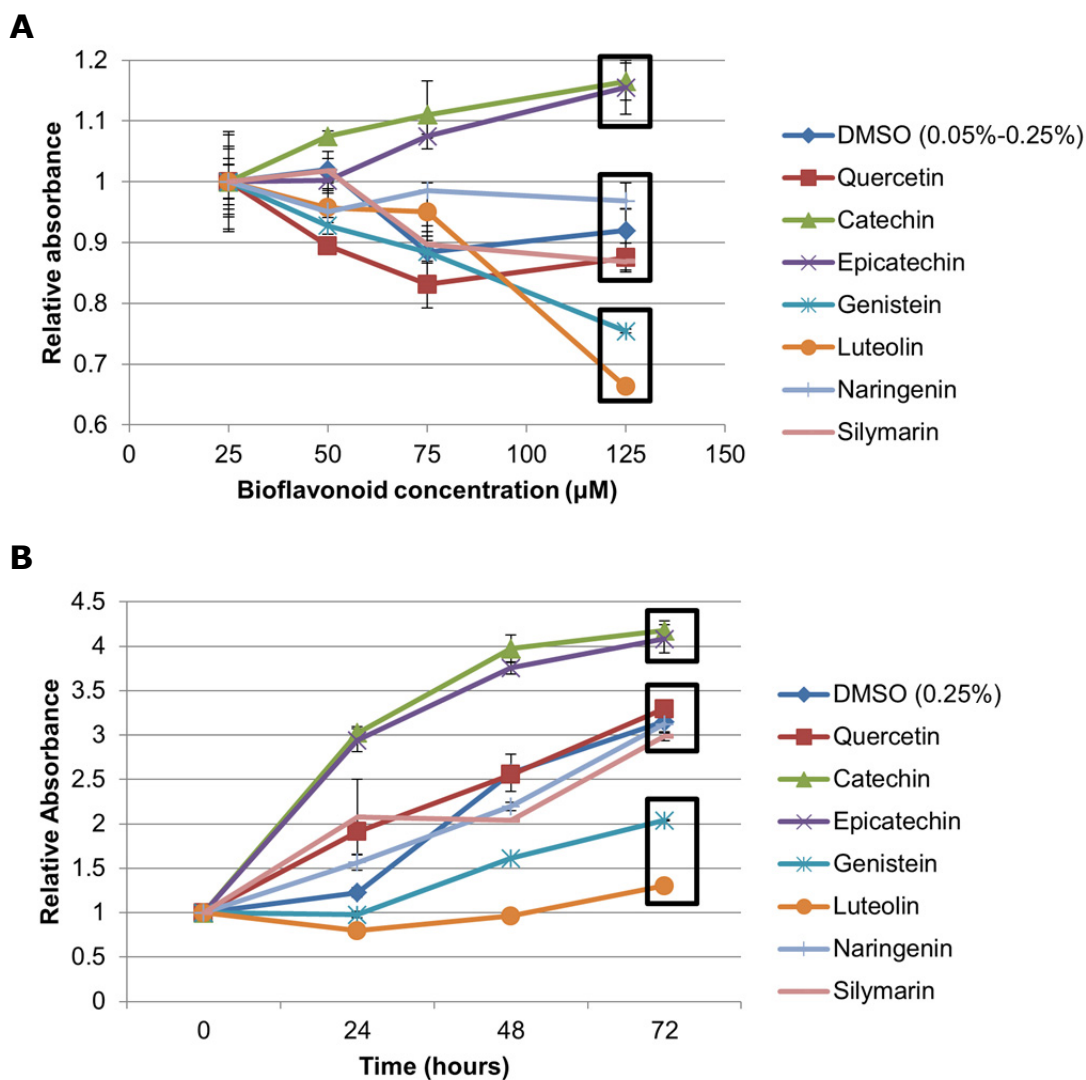 A
1.2
1.1
1
0.9
0.8
0.7
0.6
Relative absorbance
0 25 50 75 100 125 150
Bioflavonoid concentration (µM)
DMSO (0.05%-0.25%)
Quercetin
Catechin
Epicatechin
Genistein
Luteolin
Naringenin
Silymarin
B
4.5
4
3.5
3
2.5
2
1.5
1
0.5
0
Relative Absorbance
0 24 48 72
Time (hours)
DMSO (0.25%)
Quercetin
Catechin
Epicatechin
Genistein
Luteolin
Naringenin
Silymarin